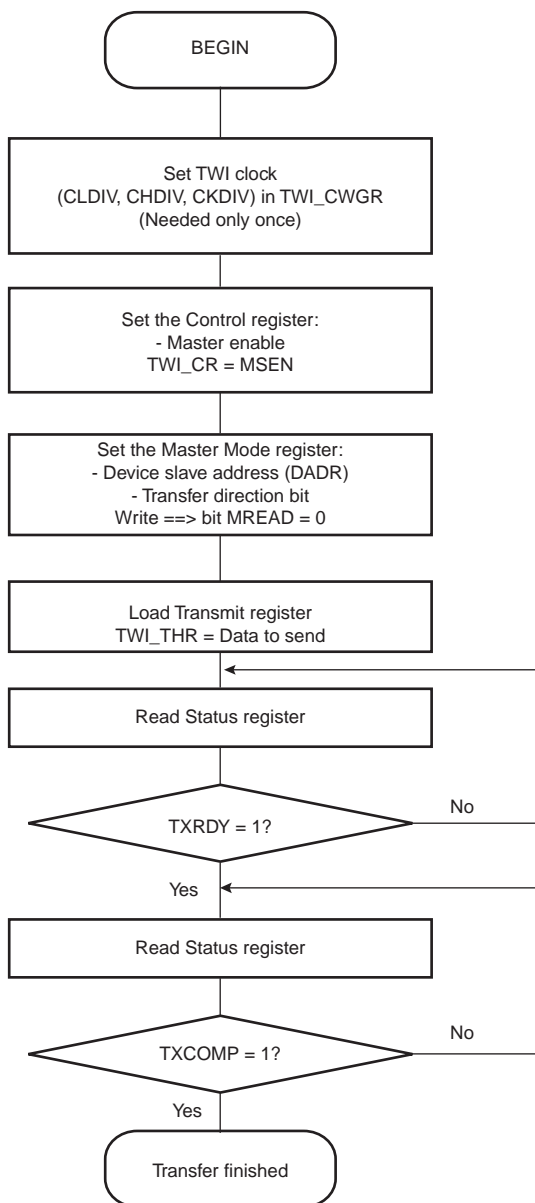 BEGIN
Set TWI clock
(CLDIV, CHDIV, CKDIV) in TWI_CWGR
(Needed only once)
Set the Control register:
- Master enable
TWI_CR = MSEN
Set the Master Mode register:
- Device slave address (DADR)
- Transfer direction bit
Write ==> bit MREAD = 0
Load Transmit register
TWI_THR = Data to send
Read Status register
TXRDY = 1?
No
Yes
Read Status register
TXCOMP = 1?
No
Yes
Transfer finished